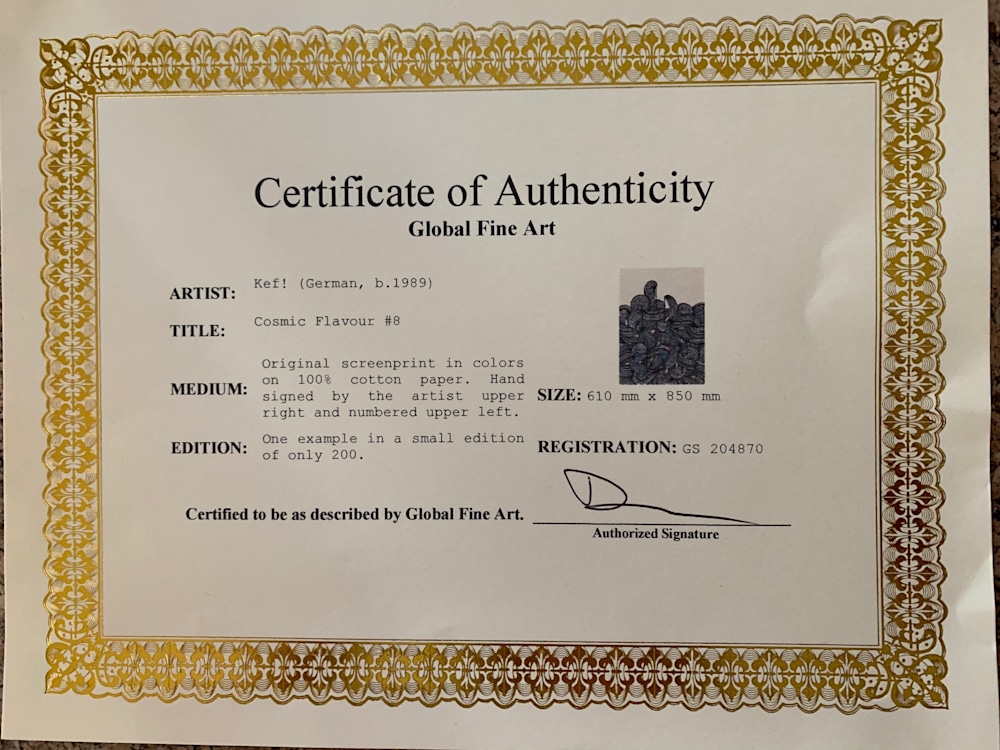 Certificate of Authenticity
Global Fine Art
ARTIST: Kef! (German, b.1989)
TITLE: Cosmic Flavour #8
MEDIUM: Original screenprint in colors
on 100% cotton paper. Hand
signed by the artist upper
right and numbered upper left.
SIZE: 610 mm x 850 mm
EDITION: One example in a small edition
of only 200.
REGISTRATION: GS 204870
Certified to be as described by Global Fine Art.
Authorized Signature